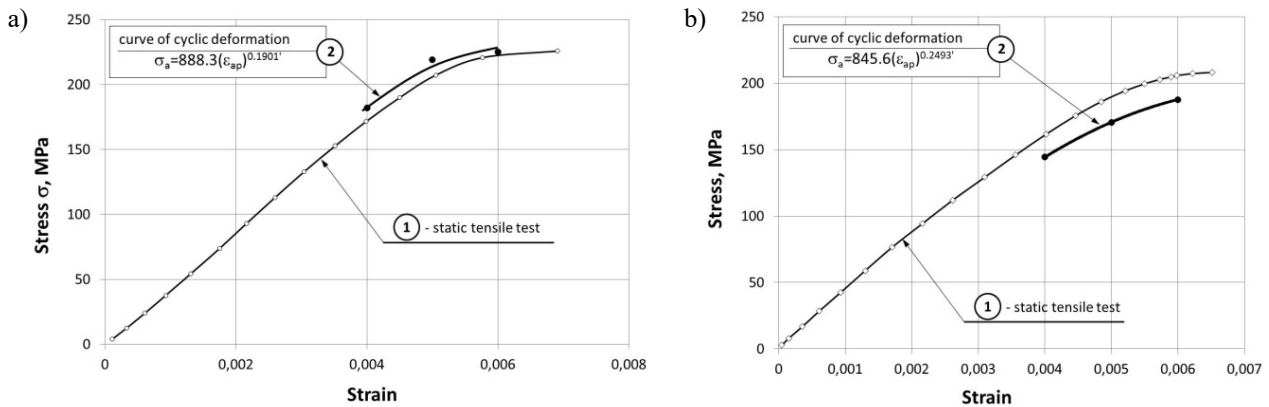 a)
250
200
150
100
50
0
Stress σ, MPa
curve of cyclic deformation
σₐ=888.3(εₐₚ)^0.1901'
2
1 - static tensile test
0
0,002
0,004
0,006
0,008
Strain
b)
250
200
150
100
50
0
Stress, MPa
curve of cyclic deformation
σₐ=845.6(εₐₚ)^0.2493'
2
1 - static tensile test
0
0,001
0,002
0,003
0,004
0,005
0,006
0,007
Strain